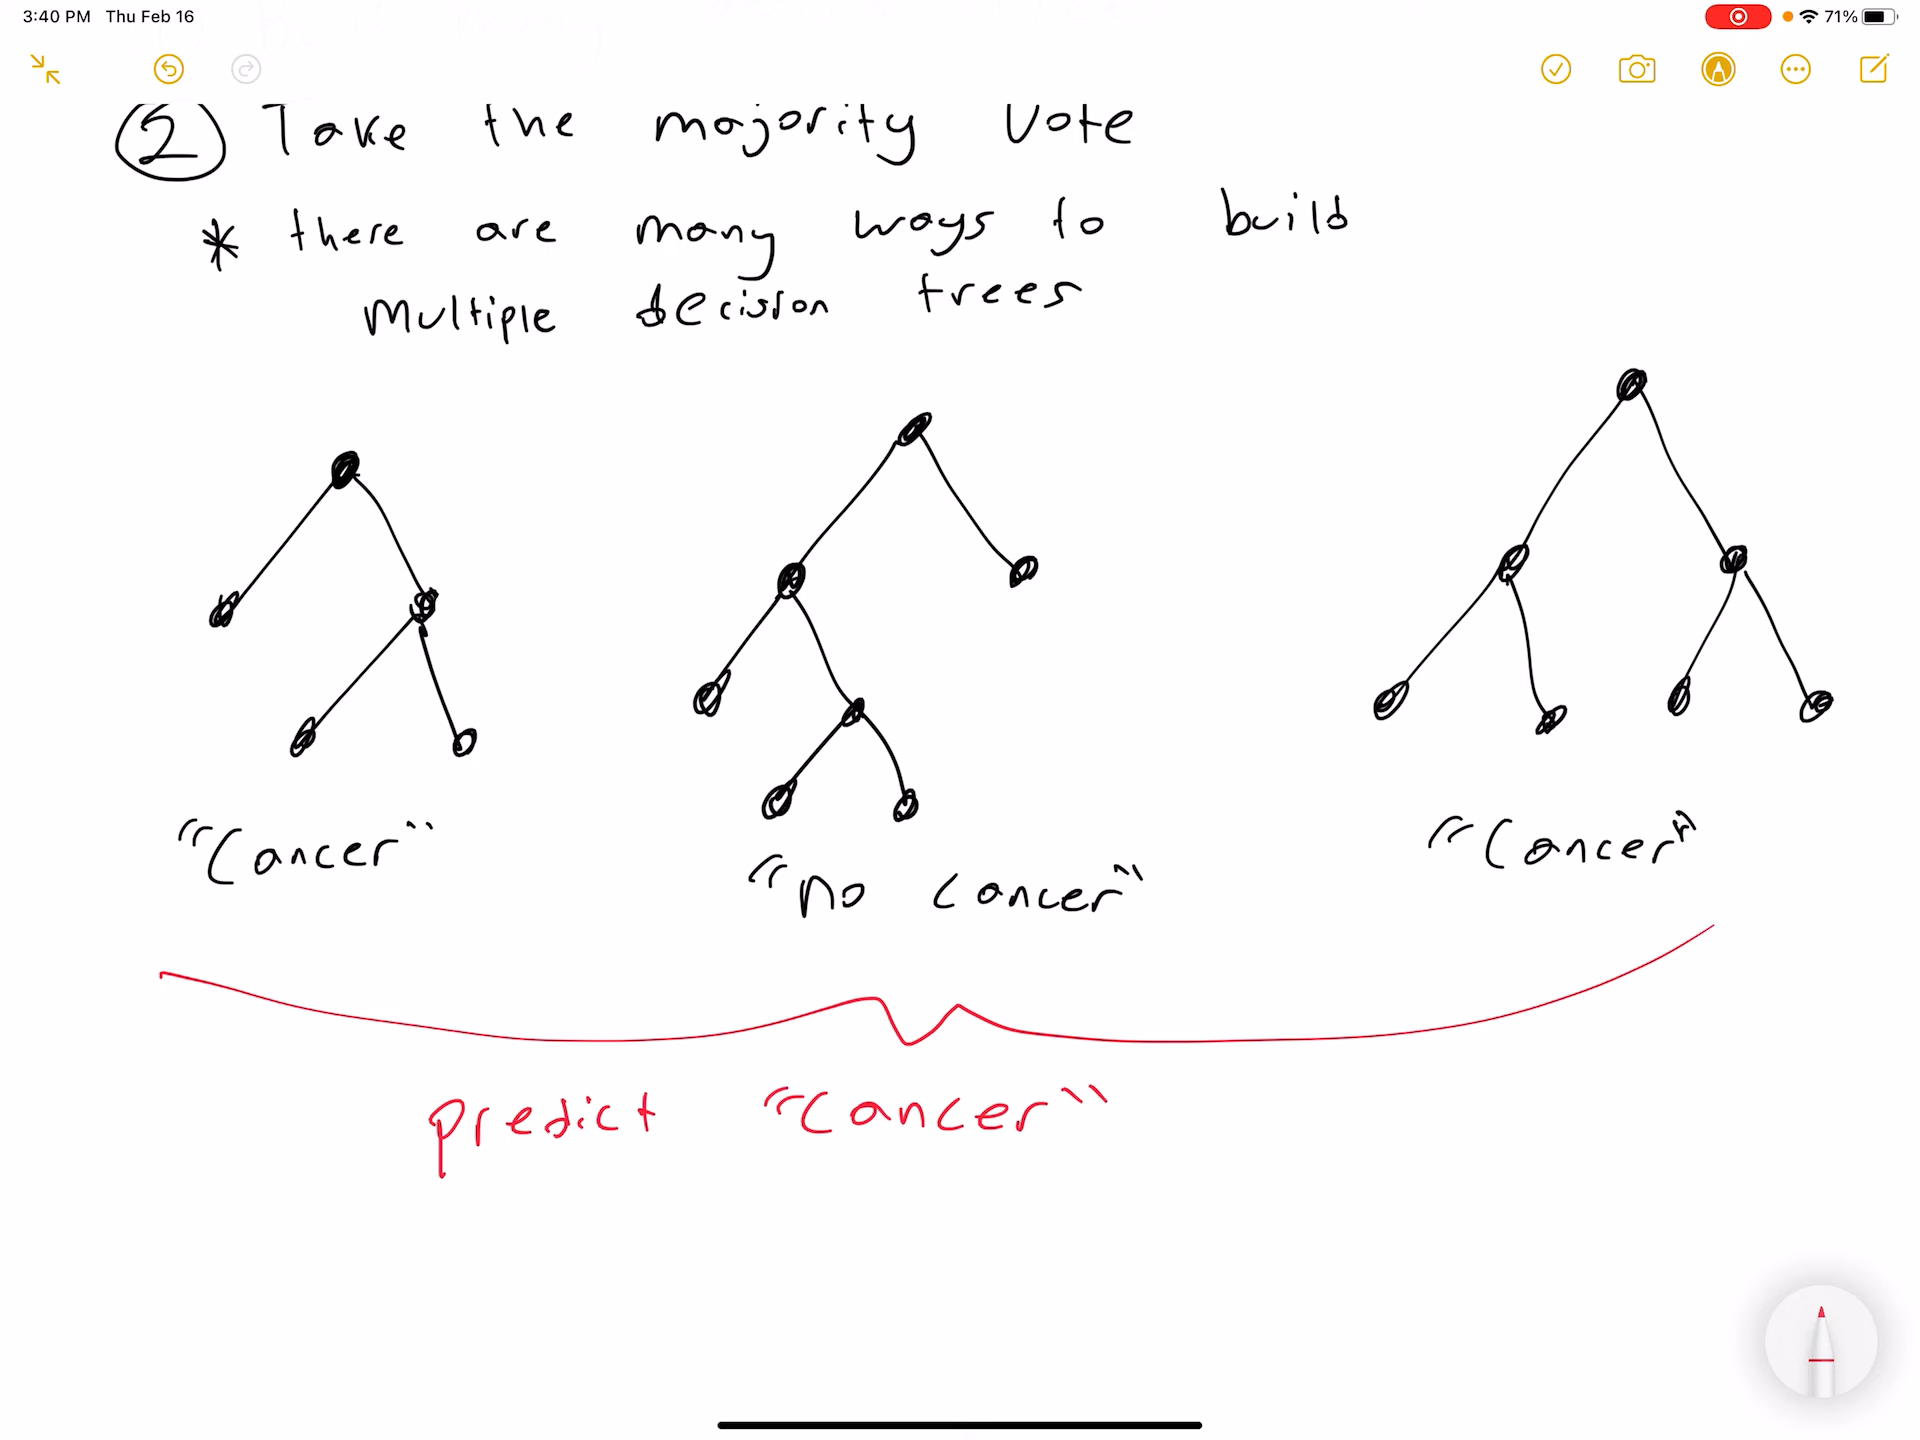 3:40 PM Thu Feb 16
71%
2 Take the majority vote
* there are many ways to build
multiple decision trees
"Cancer"
"no cancer"
"Cancer"
predict "cancer"